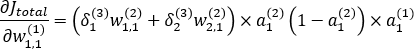 ∂J_total / ∂w_{1,1}^{(1)} = (δ_1^{(3)} w_{1,1}^{(2)} + δ_2^{(3)} w_{2,1}^{(2)}) × a_1^{(2)} (1 − a_1^{(2)}) × a_1^{(1)}